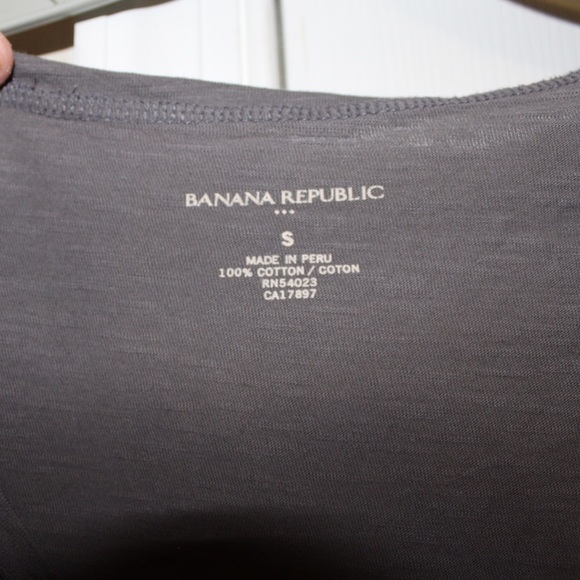 BANANA REPUBLIC
•••
S
MADE IN PERU
100% COTTON / COTON
RN54023
CA17897